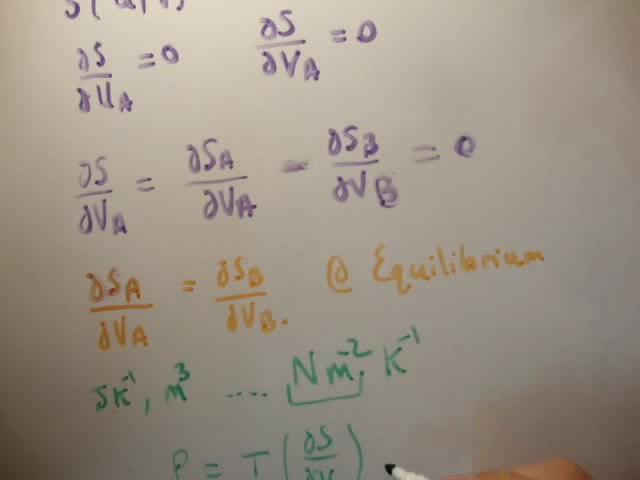 ∂S/∂U_A = 0   ∂S/∂V_A = 0
∂S/∂V_A = ∂S_A/∂V_A − ∂S_B/∂V_B = 0
∂S_A/∂V_A = ∂S_B/∂V_B. @ Equilibrium
JK⁻¹, m³ .... N m⁻² K⁻¹
P = T (∂S/∂V)